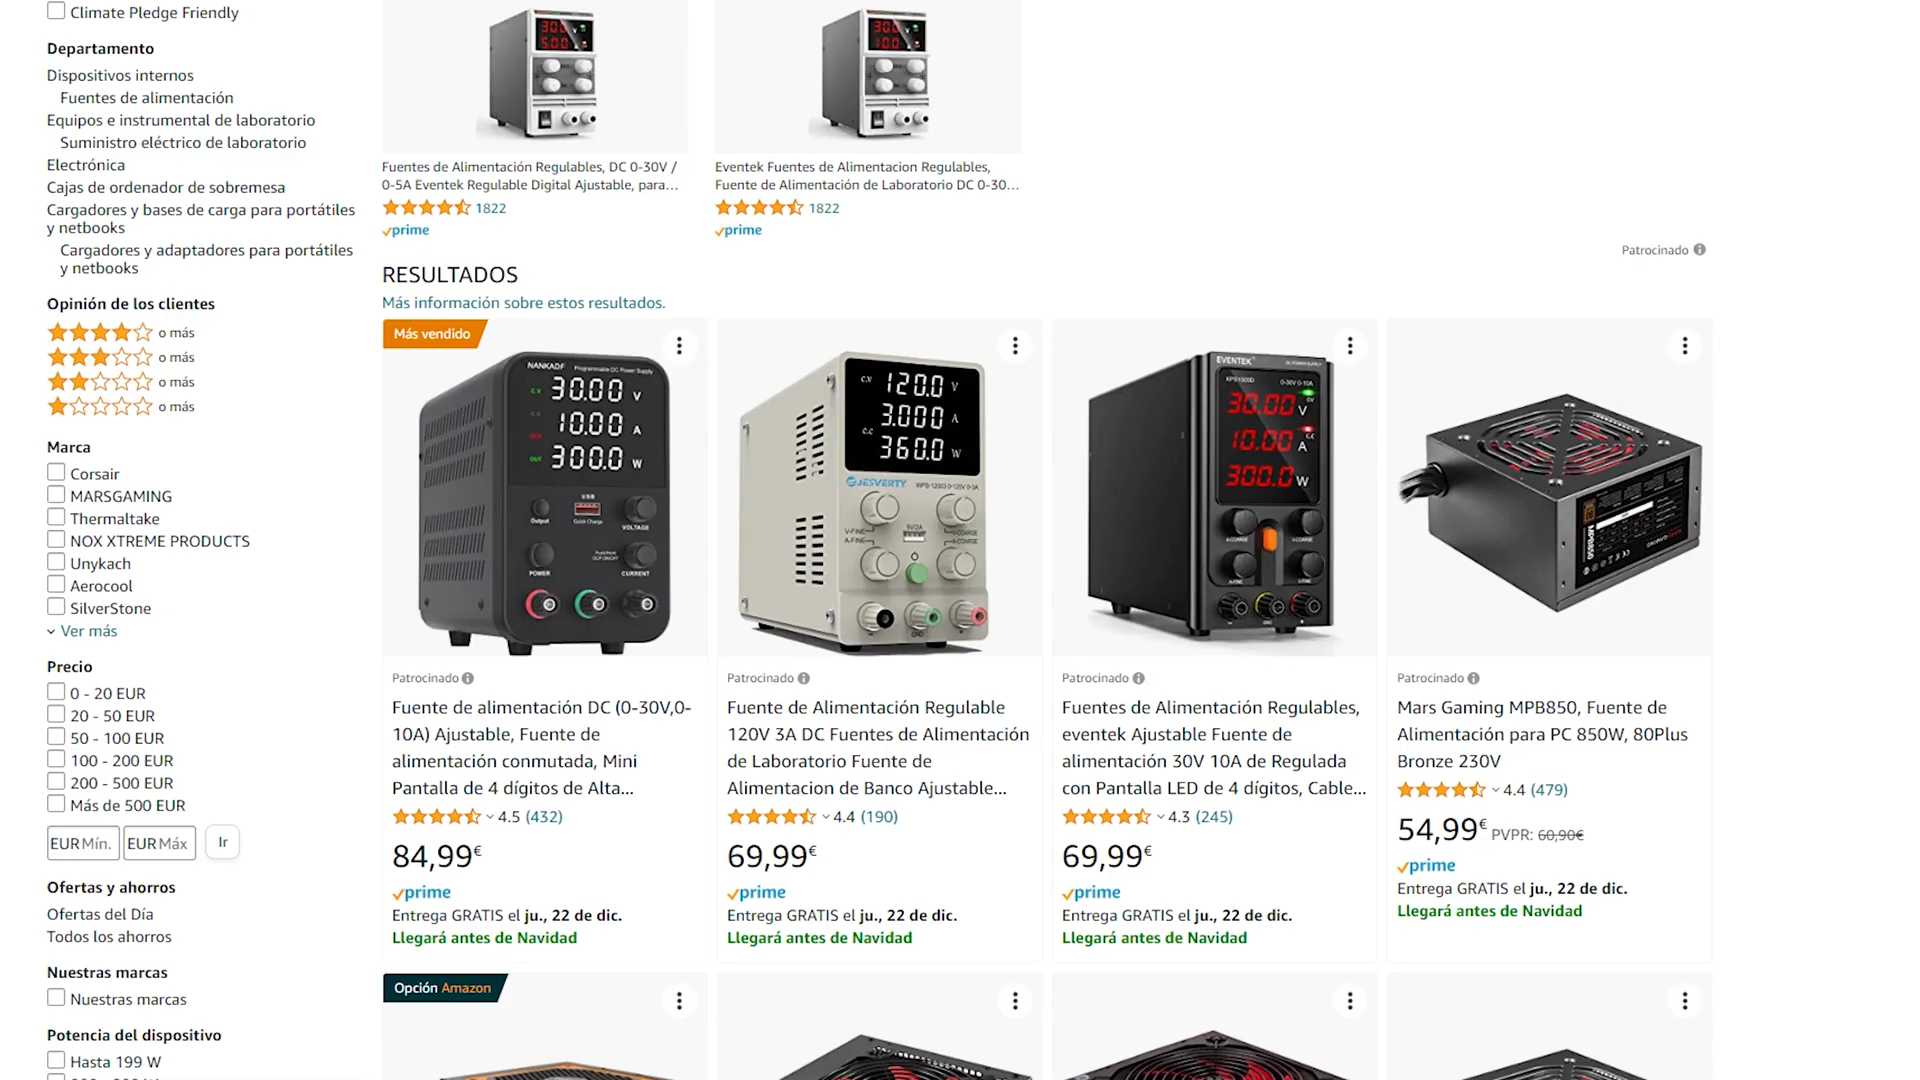 Climate Pledge Friendly
Departamento
Dispositivos internos
Fuentes de alimentación
Equipos e instrumental de laboratorio
Suministro eléctrico de laboratorio
Electrónica
Cajas de ordenador de sobremesa
Cargadores y bases de carga para portátiles
y netbooks
Cargadores y adaptadores para portátiles
y netbooks
Opinión de los clientes
o más
o más
o más
o más
Marca
Corsair
MARSGAMING
Thermaltake
NOX XTREME PRODUCTS
Unykach
Aerocool
SilverStone
Ver más
Precio
0 - 20 EUR
20 - 50 EUR
50 - 100 EUR
100 - 200 EUR
200 - 500 EUR
Más de 500 EUR
EUR Mín. EUR Máx Ir
Ofertas y ahorros
Ofertas del Día
Todos los ahorros
Nuestras marcas
Nuestras marcas
Potencia del dispositivo
Hasta 199 W
Fuentes de Alimentación Regulables, DC 0-30V /
0-5A Eventek Regulable Digital Ajustable, para...
1822
prime
Eventek Fuentes de Alimentacion Regulables,
Fuente de Alimentación de Laboratorio DC 0-30...
1822
prime
Patrocinado
RESULTADOS
Más información sobre estos resultados.
Más vendido
NANKADF Programmable DC Power Supply
30.00 V
10.00 A
300.0 W
USB
Quick Charge
Output
VOLTAGE
POWER
CURRENT
Patrocinado
Fuente de alimentación DC (0-30V,0-
10A) Ajustable, Fuente de
alimentación conmutada, Mini
Pantalla de 4 dígitos de Alta...
4.5 (432)
84,99€
prime
Entrega GRATIS el ju., 22 de dic.
Llegará antes de Navidad
C.V 120.0 V
3.000 A
C.C 360.0 W
JESVERTY WPS-12003 0-120V 0-3A
V-FINE
A-FINE
5V/2A
V-COARSE
A-COARSE
GND
Patrocinado
Fuente de Alimentación Regulable
120V 3A DC Fuentes de Alimentación
de Laboratorio Fuente de
Alimentacion de Banco Ajustable...
4.4 (190)
69,99€
prime
Entrega GRATIS el ju., 22 de dic.
Llegará antes de Navidad
EVENTEK DC POWER SUPPLY
0-30V 0-10A
30.00 V
10.00 A
300.0 W
Patrocinado
Fuentes de Alimentación Regulables,
eventek Ajustable Fuente de
alimentación 30V 10A de Regulada
con Pantalla LED de 4 dígitos, Cable...
4.3 (245)
69,99€
prime
Entrega GRATIS el ju., 22 de dic.
Llegará antes de Navidad
MPB850
Patrocinado
Mars Gaming MPB850, Fuente de
Alimentación para PC 850W, 80Plus
Bronze 230V
4.4 (479)
54,99€ PVPR: 60,90€
prime
Entrega GRATIS el ju., 22 de dic.
Llegará antes de Navidad
Opción Amazon